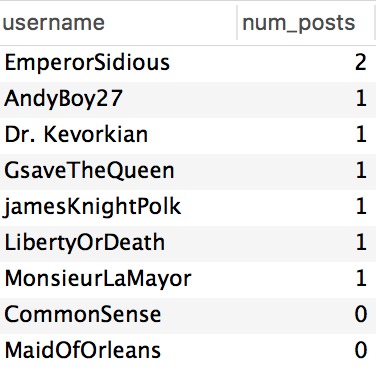 username num_posts
EmperorSidious 2
AndyBoy27 1
Dr. Kevorkian 1
GsaveTheQueen 1
jamesKnightPolk 1
LibertyOrDeath 1
MonsieurLaMayor 1
CommonSense 0
MaidOfOrleans 0